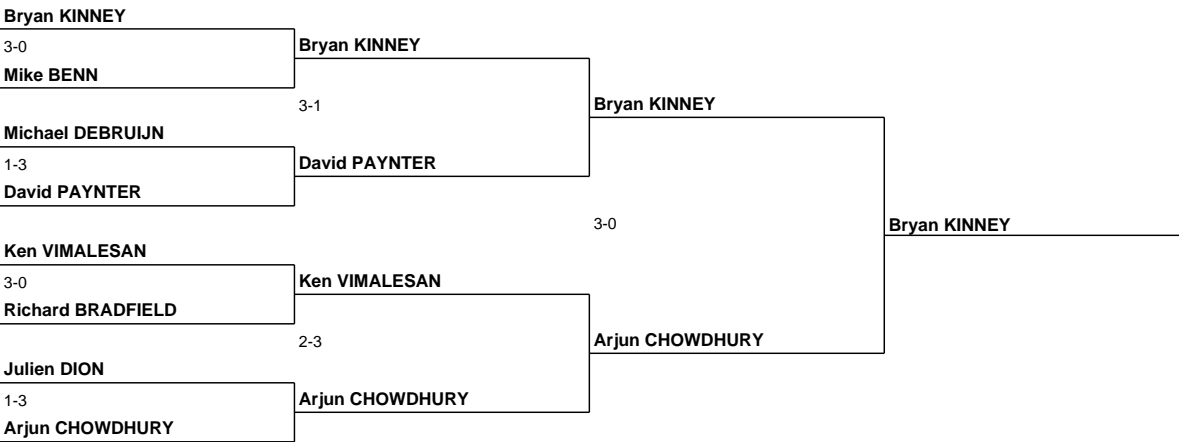 Bryan KINNEY
3-0
Mike BENN
Michael DEBRUIJN
1-3
David PAYNTER
Ken VIMALESAN
3-0
Richard BRADFIELD
Julien DION
1-3
Arjun CHOWDHURY
Bryan KINNEY
3-1
David PAYNTER
Ken VIMALESAN
2-3
Arjun CHOWDHURY
Bryan KINNEY
3-0
Arjun CHOWDHURY
Bryan KINNEY